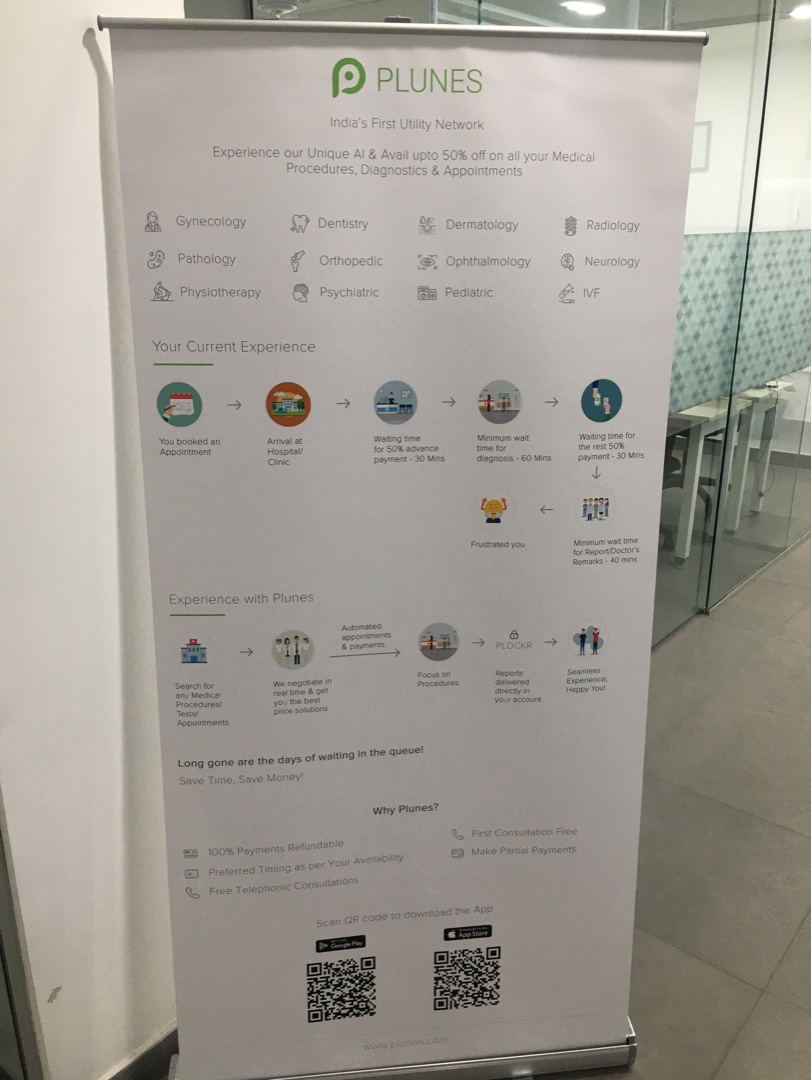 PLUNES
India's First Utility Network
Experience our Unique AI & Avail upto 50% off on all your Medical
Procedures, Diagnostics & Appointments
Gynecology
Dentistry
Dermatology
Radiology
Pathology
Orthopedic
Ophthalmology
Neurology
Physiotherapy
Psychiatric
Pediatric
IVF
Your Current Experience
You booked an
Appointment
Arrival at
Hospital/
Clinic
Waiting time
for 50% advance
payment - 30 Mins
Minimum wait
time for
diagnosis - 60 Mins
Waiting time for
the rest 50%
payment - 30 Mins
Minimum wait time
for Report/Doctor's
Remarks - 40 mins
Frustrated you
Experience with Plunes
Search for
any Medical
Procedures/
Tests/
Appointments
We negotiate in
real time & get
you the best
price solutions
Automated
appointments
& payments
Focus on
Procedures
PLOCKR
Reports
delivered
directly in
your account
Seamless
Experience,
Happy You!
Long gone are the days of waiting in the queue!
Save Time, Save Money!
Why Plunes?
100% Payments Refundable
Preferred Timing as per Your Availability
Free Telephonic Consultations
First Consultation Free
Make Partial Payments
Scan QR code to download the App
Google Play
App Store
www.plunes.com